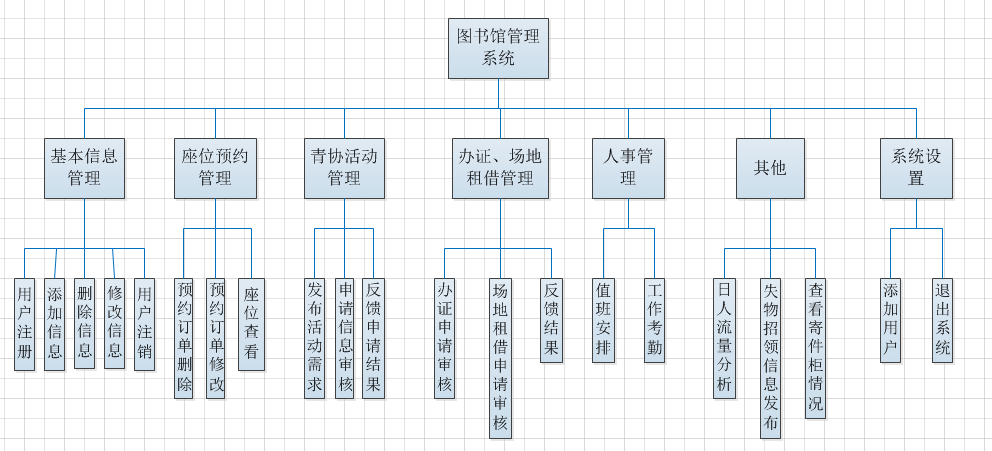 图书馆管理
系统
基本信息
管理
座位预约
管理
青协活动
管理
办证、场地
租借管理
人事管
理
其他
系统设
置
用户注册
添加信息
删除信息
修改信息
用户注销
预约订单删除
预约订单修改
座位查看
发布活动需求
申请信息审核
反馈申请结果
办证申请审核
场地租借申请审核
反馈结果
值班安排
工作考勤
日人流量分析
失物招领信息发布
查看寄件柜情况
添加用户
退出系统